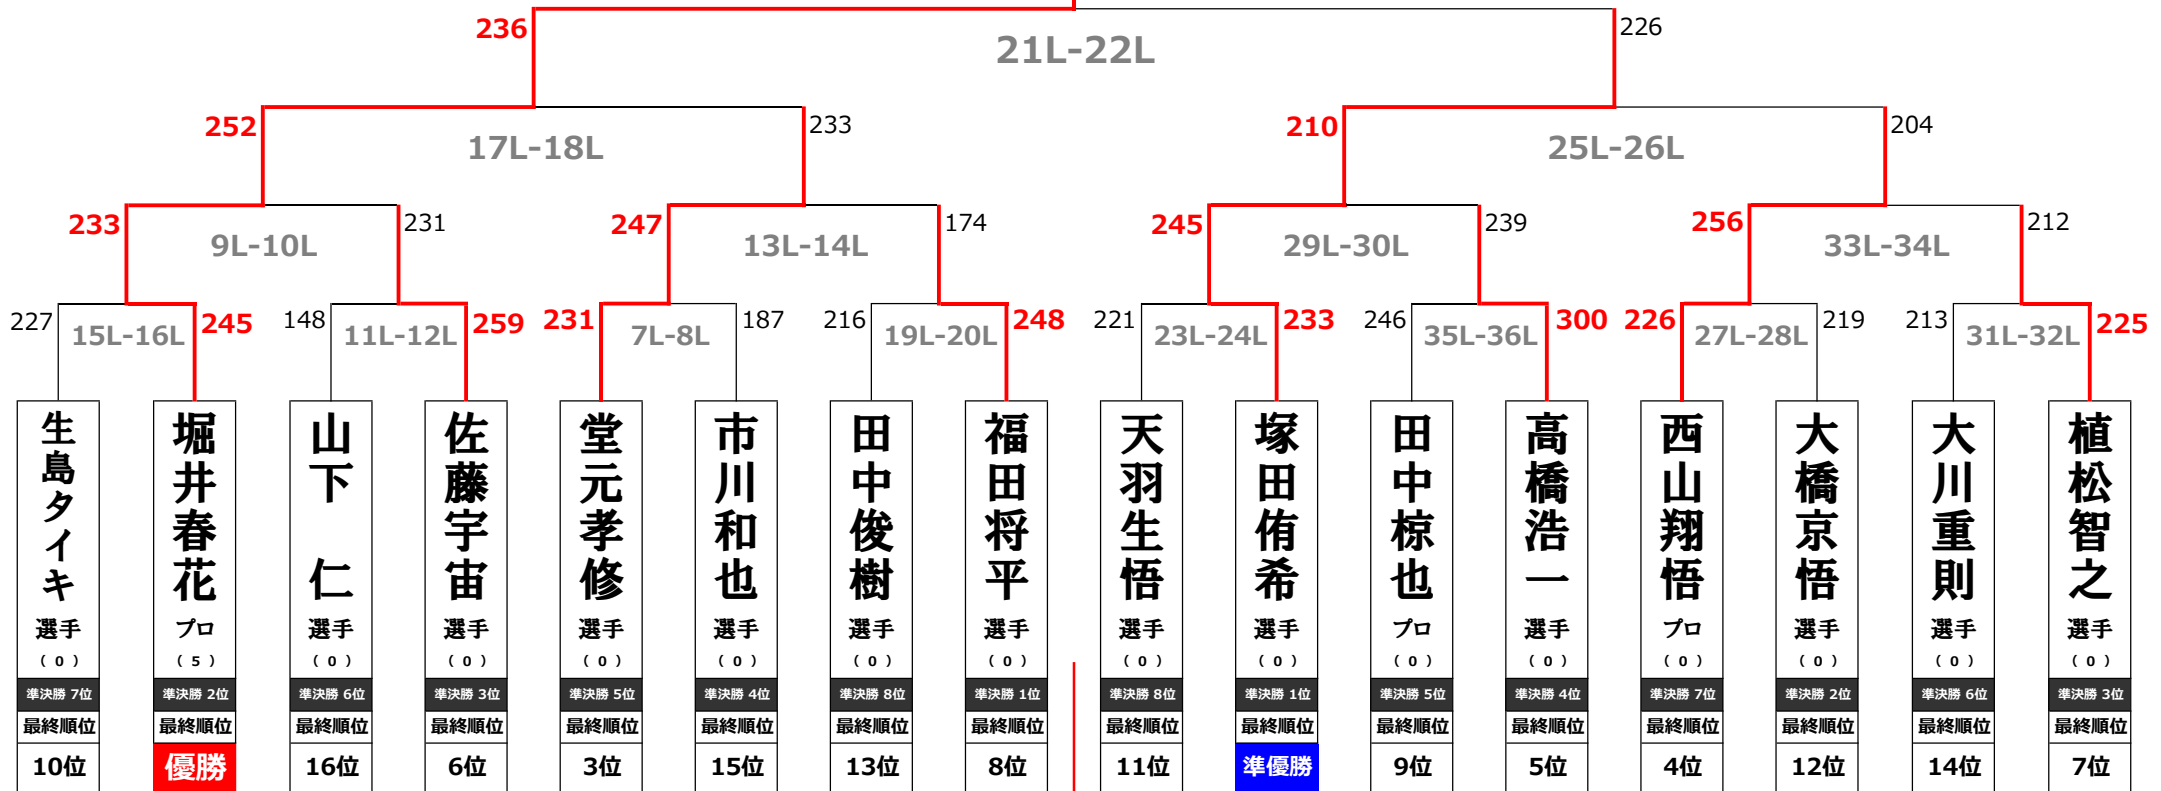 236
226
21L-22L
252
233
210
204
17L-18L
25L-26L
233
231
247
174
245
239
256
212
9L-10L
13L-14L
29L-30L
33L-34L
227
245
148
259
231
187
216
248
221
233
246
300
226
219
213
225
15L-16L
11L-12L
7L-8L
19L-20L
23L-24L
35L-36L
27L-28L
31L-32L
生島タイキ
堀井春花
山下 仁
佐藤宇宙
堂元孝修
市川和也
田中俊樹
福田将平
天羽生悟
塚田侑希
田中椋也
高橋浩一
西山翔悟
大橋京悟
大川重則
植松智之
選手 プロ 選手 選手 選手 選手 選手 選手 選手 選手 プロ 選手 プロ 選手 選手 選手
(0) (5) (0) (0) (0) (0) (0) (0) (0) (0) (0) (0) (0) (0) (0) (0)
準決勝 7位 準決勝 2位 準決勝 6位 準決勝 3位 準決勝 5位 準決勝 4位 準決勝 8位 準決勝 1位 準決勝 8位 準決勝 1位 準決勝 5位 準決勝 4位 準決勝 7位 準決勝 2位 準決勝 6位 準決勝 3位
最終順位 最終順位 最終順位 最終順位 最終順位 最終順位 最終順位 最終順位 最終順位 最終順位 最終順位 最終順位 最終順位 最終順位 最終順位 最終順位
10位 優勝 16位 6位 3位 15位 13位 8位 11位 準優勝 9位 5位 4位 12位 14位 7位